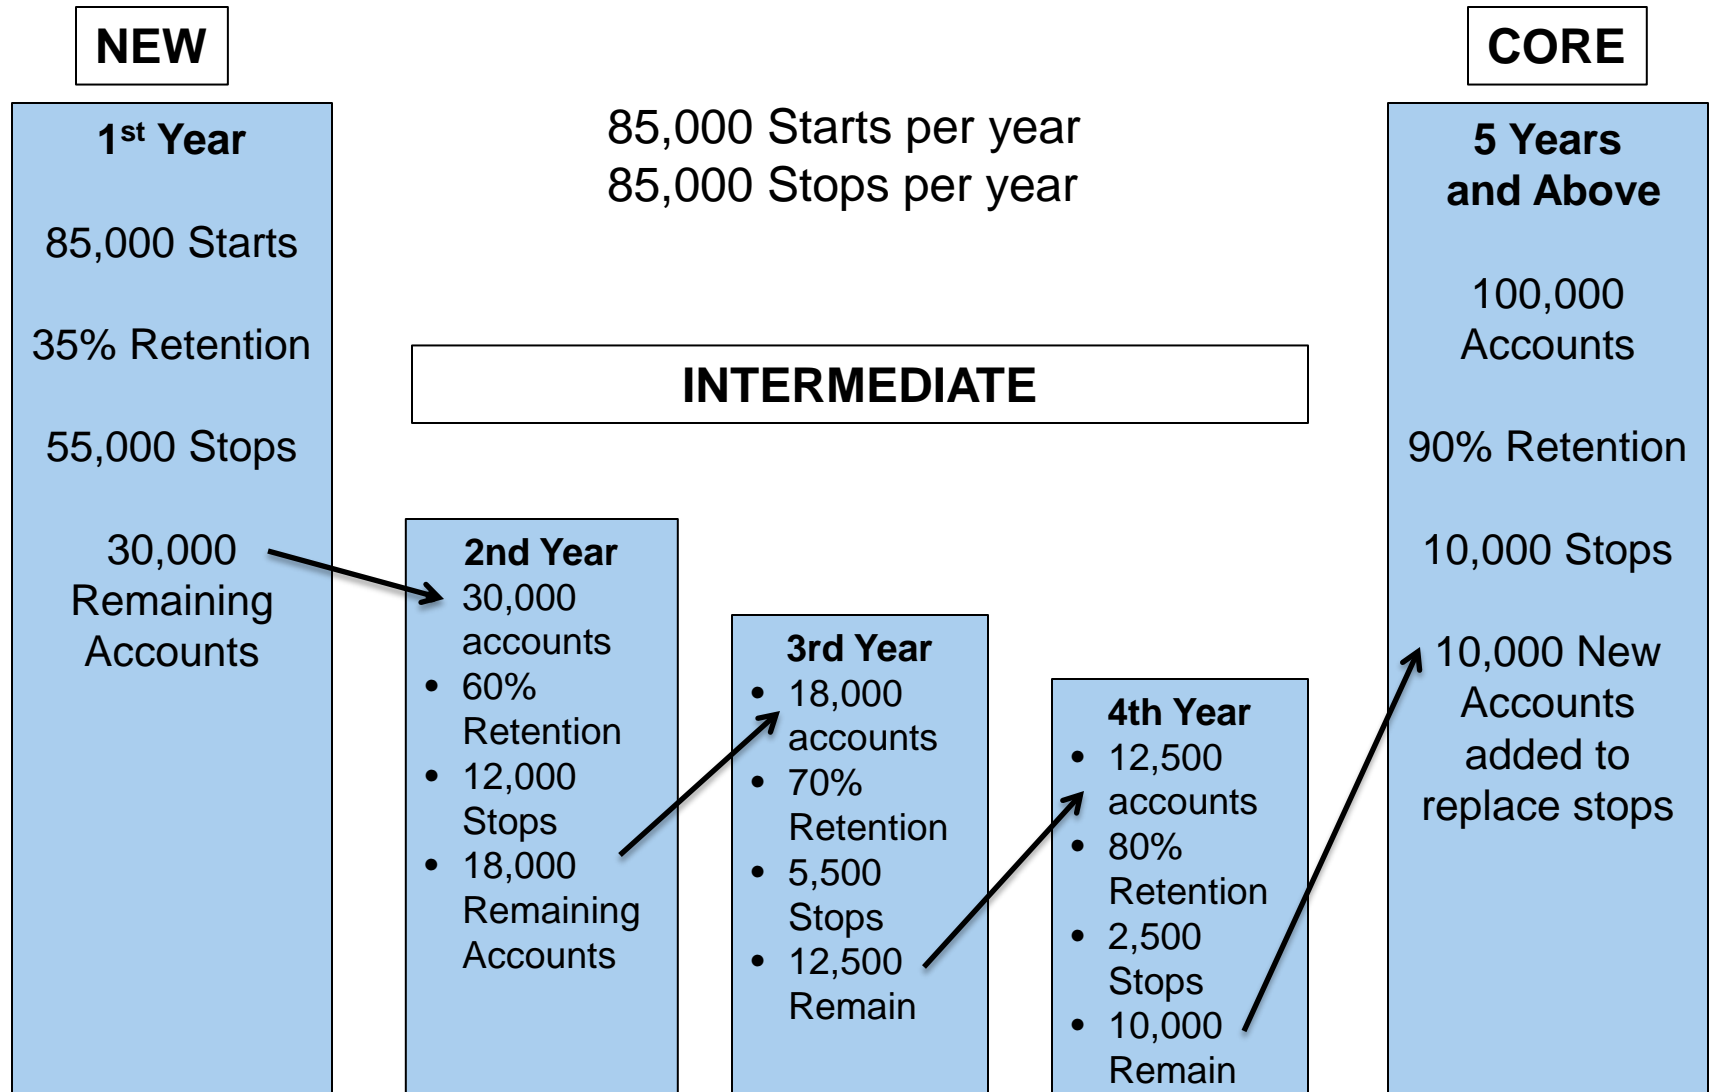 NEW
1st Year
85,000 Starts
35% Retention
55,000 Stops
30,000
Remaining
Accounts
85,000 Starts per year
85,000 Stops per year
INTERMEDIATE
2nd Year
• 30,000
accounts
• 60%
Retention
• 12,000
Stops
• 18,000
Remaining
Accounts
3rd Year
• 18,000
accounts
• 70%
Retention
• 5,500
Stops
• 12,500
Remain
4th Year
• 12,500
accounts
• 80%
Retention
• 2,500
Stops
• 10,000
Remain
CORE
5 Years
and Above
100,000
Accounts
90% Retention
10,000 Stops
10,000 New
Accounts
added to
replace stops